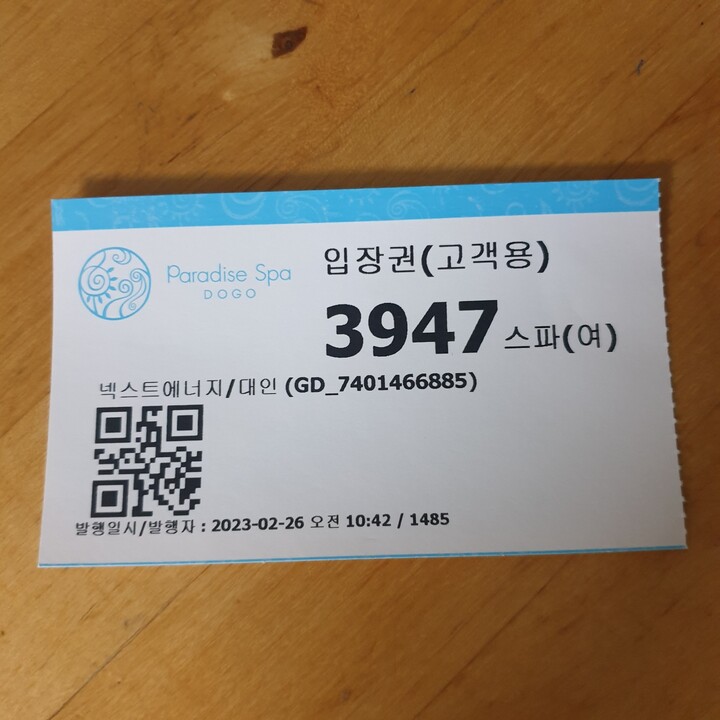 Paradise Spa
DOGO
입장권(고객용)
3947 스파(여)
넥스트에너지/대인 (GD_7401466885)
발행일시/발행자 : 2023-02-26 오전 10:42 / 1485